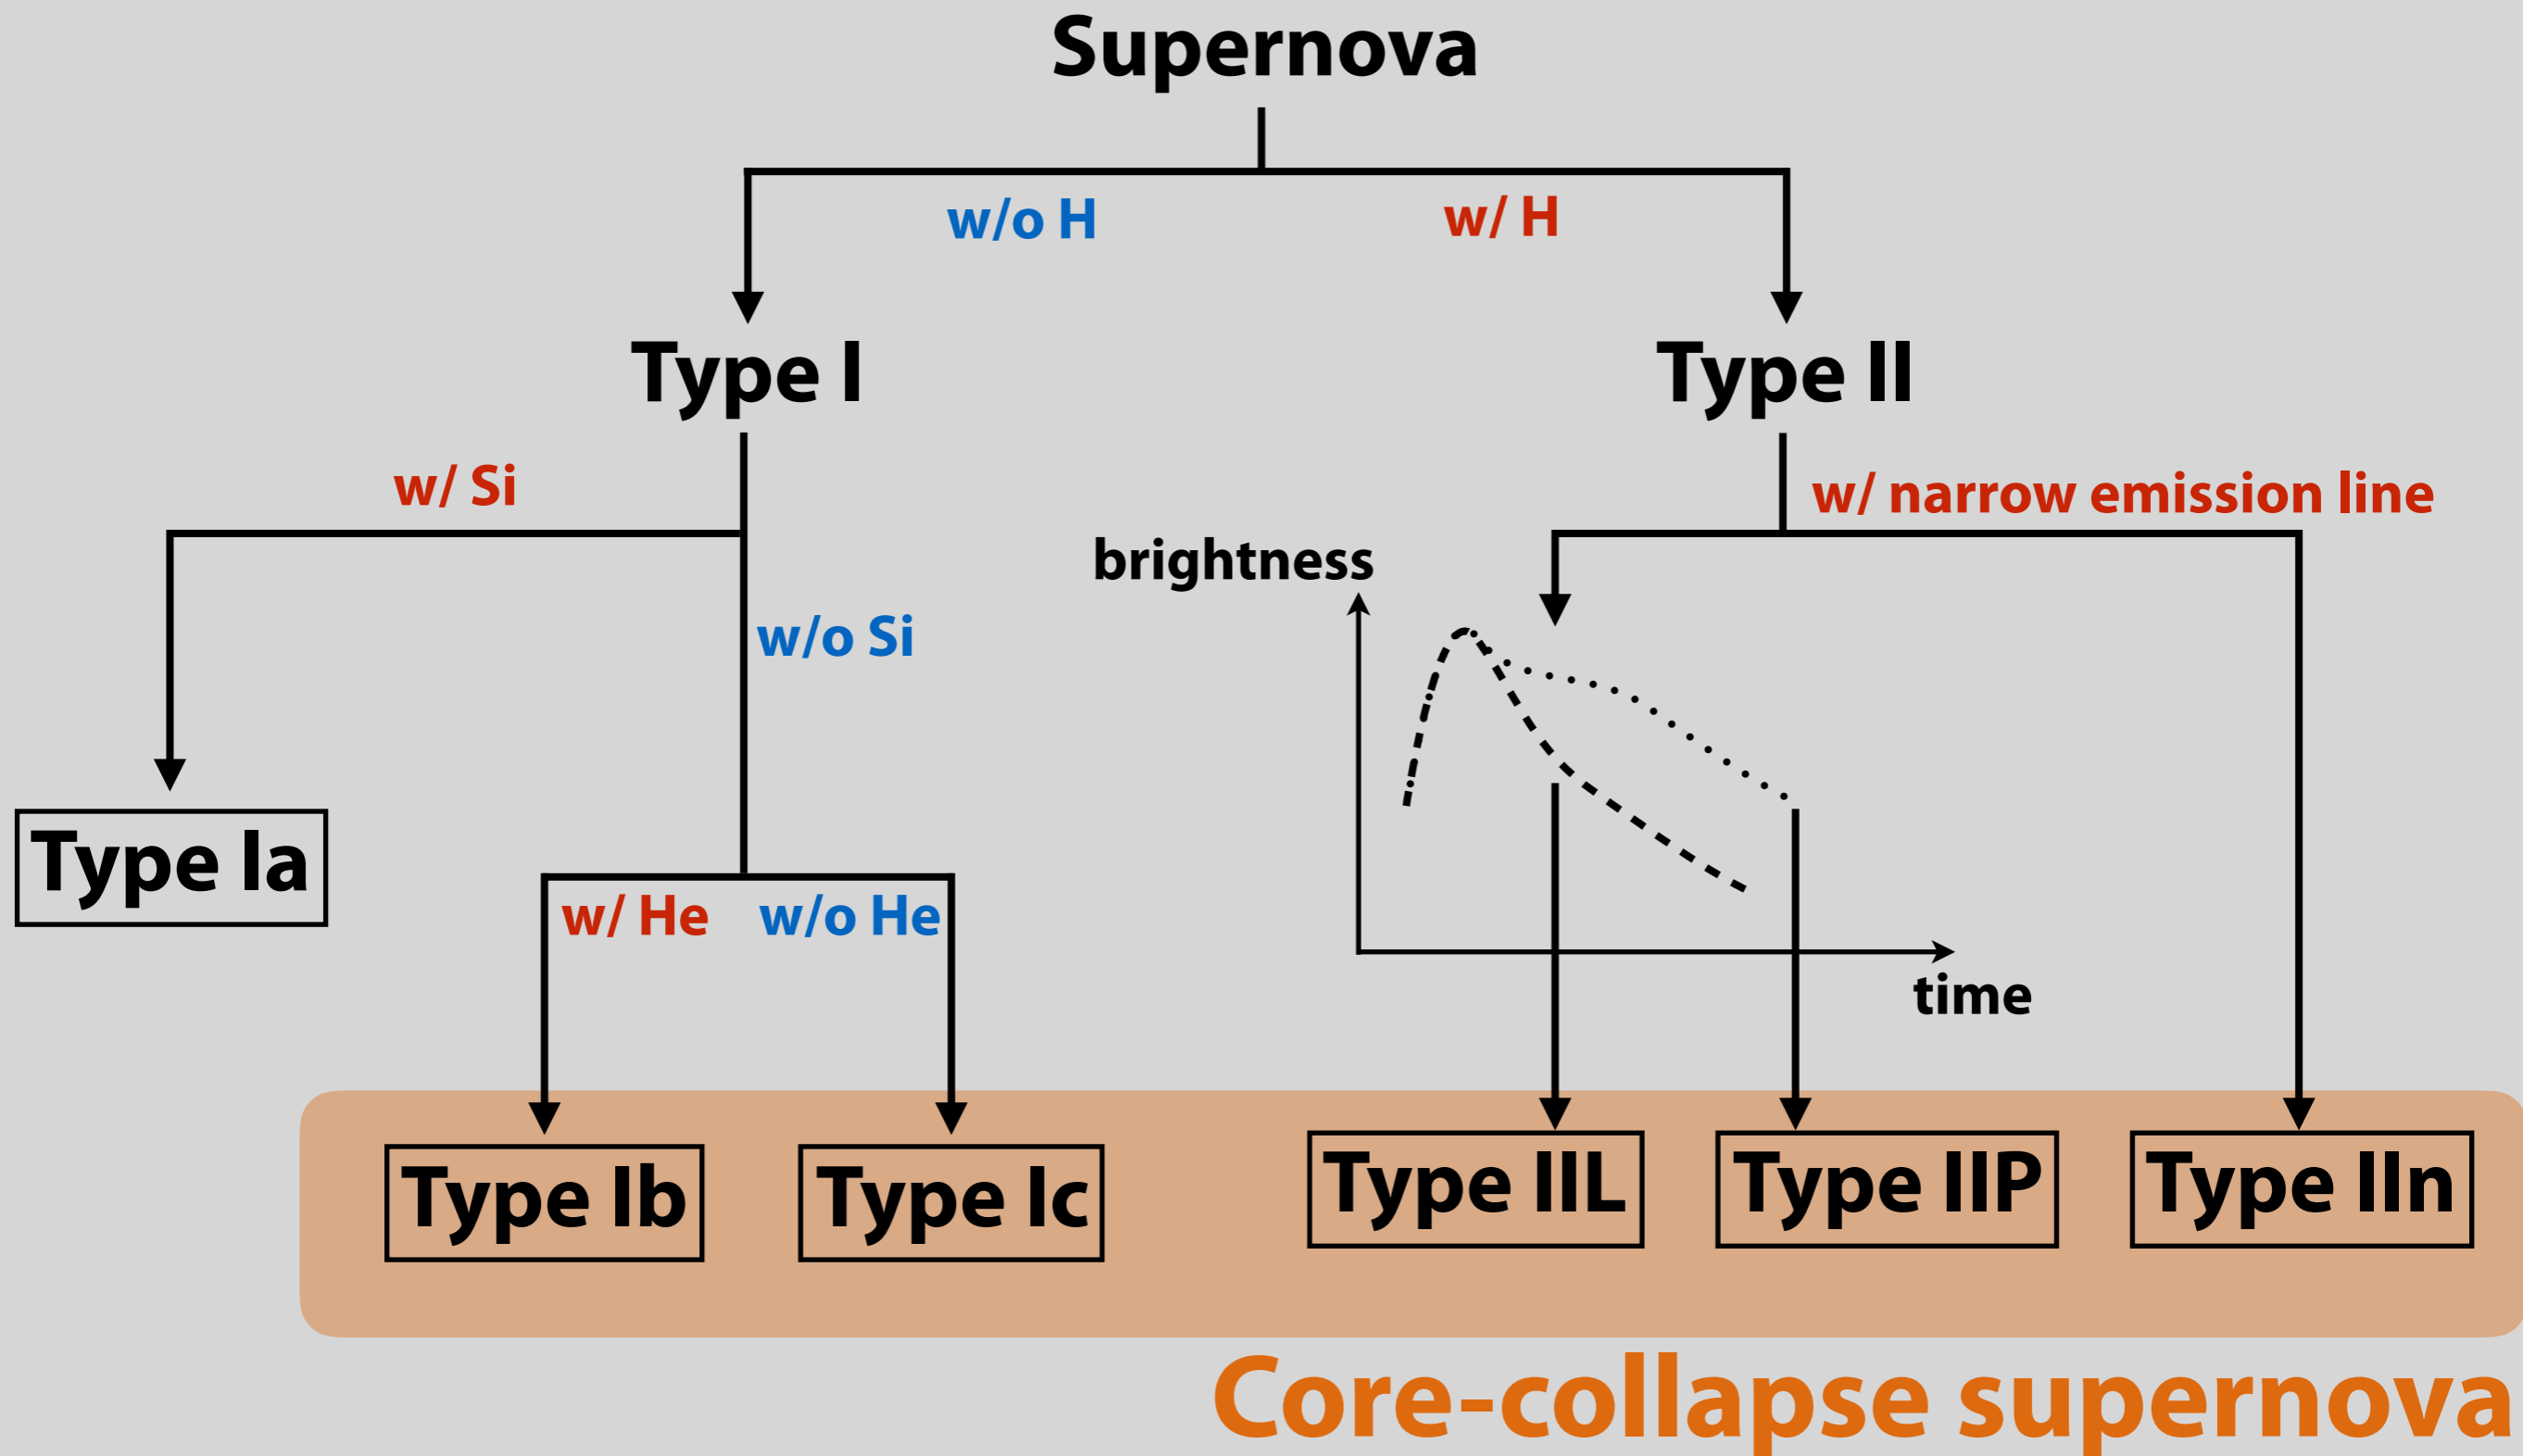 Supernova
w/o H
w/ H
Type I
Type II
w/ Si
w/ narrow emission line
brightness
w/o Si
Type Ia
w/ He
w/o He
time
Type Ib
Type Ic
Type IIL
Type IIP
Type IIn
Core-collapse supernova